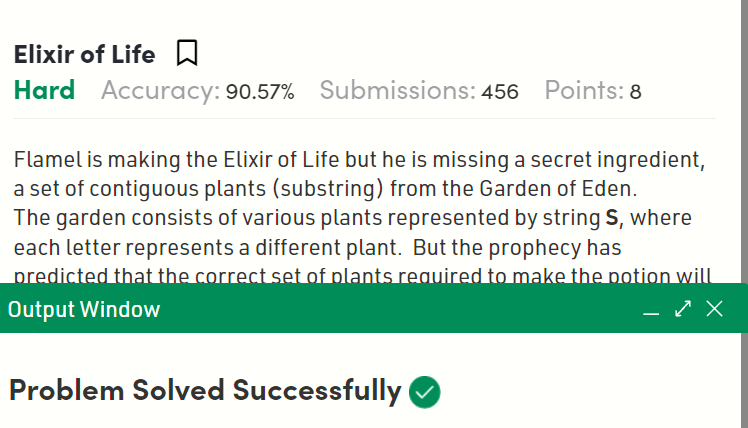 Elixir of Life
Hard Accuracy: 90.57% Submissions: 456 Points: 8
Flamel is making the Elixir of Life but he is missing a secret ingredient,
a set of contiguous plants (substring) from the Garden of Eden.
The garden consists of various plants represented by string S, where
each letter represents a different plant. But the prophecy has
predicted that the correct set of plants required to make the potion will
Output Window
Problem Solved Successfully